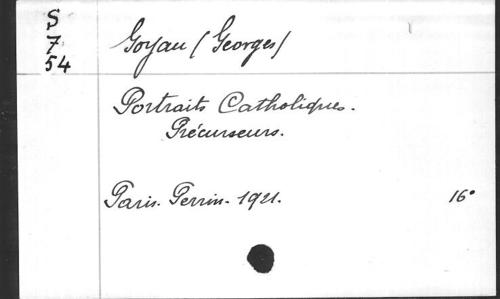 S
7
54
Goyau (Georges)
Portraits Catholiques.
Précurseurs.
Paris. Perrin. 1921. 16°